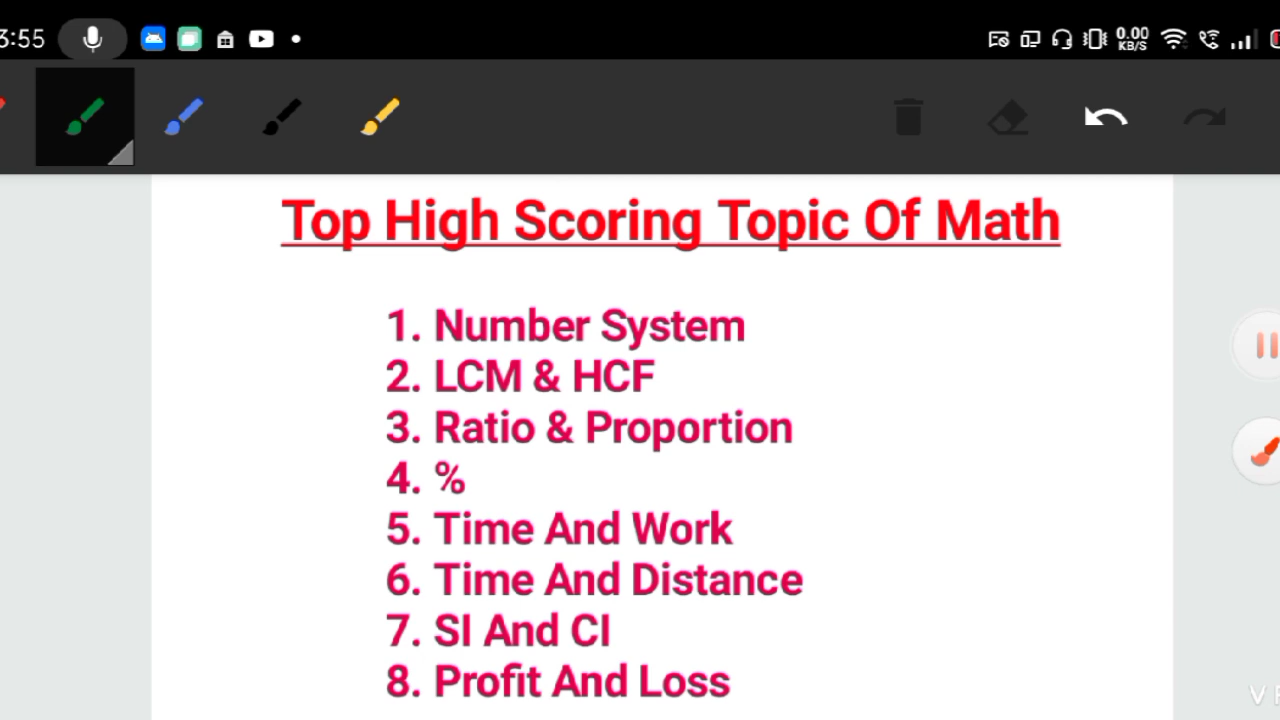 3:55
0.00
KB/S
Top High Scoring Topic Of Math
1. Number System
2. LCM & HCF
3. Ratio & Proportion
4. %
5. Time And Work
6. Time And Distance
7. SI And CI
8. Profit And Loss
V